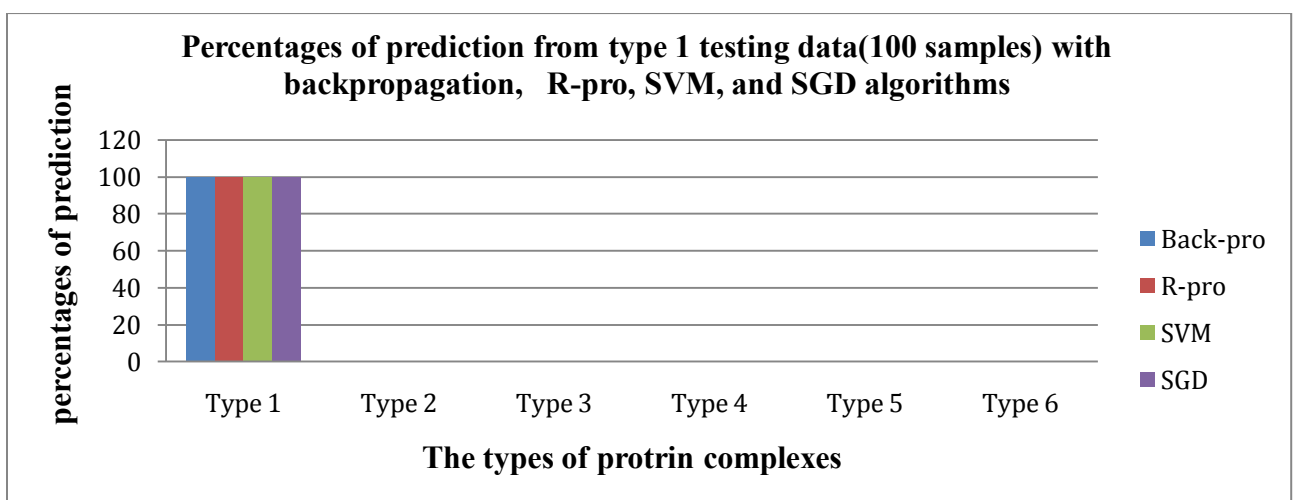 Percentages of prediction from type 1 testing data(100 samples) with
backpropagation, R-pro, SVM, and SGD algorithms
percentages of prediction
120
100
80
60
40
20
0
Type 1 Type 2 Type 3 Type 4 Type 5 Type 6
The types of protrin complexes
Back-pro
R-pro
SVM
SGD